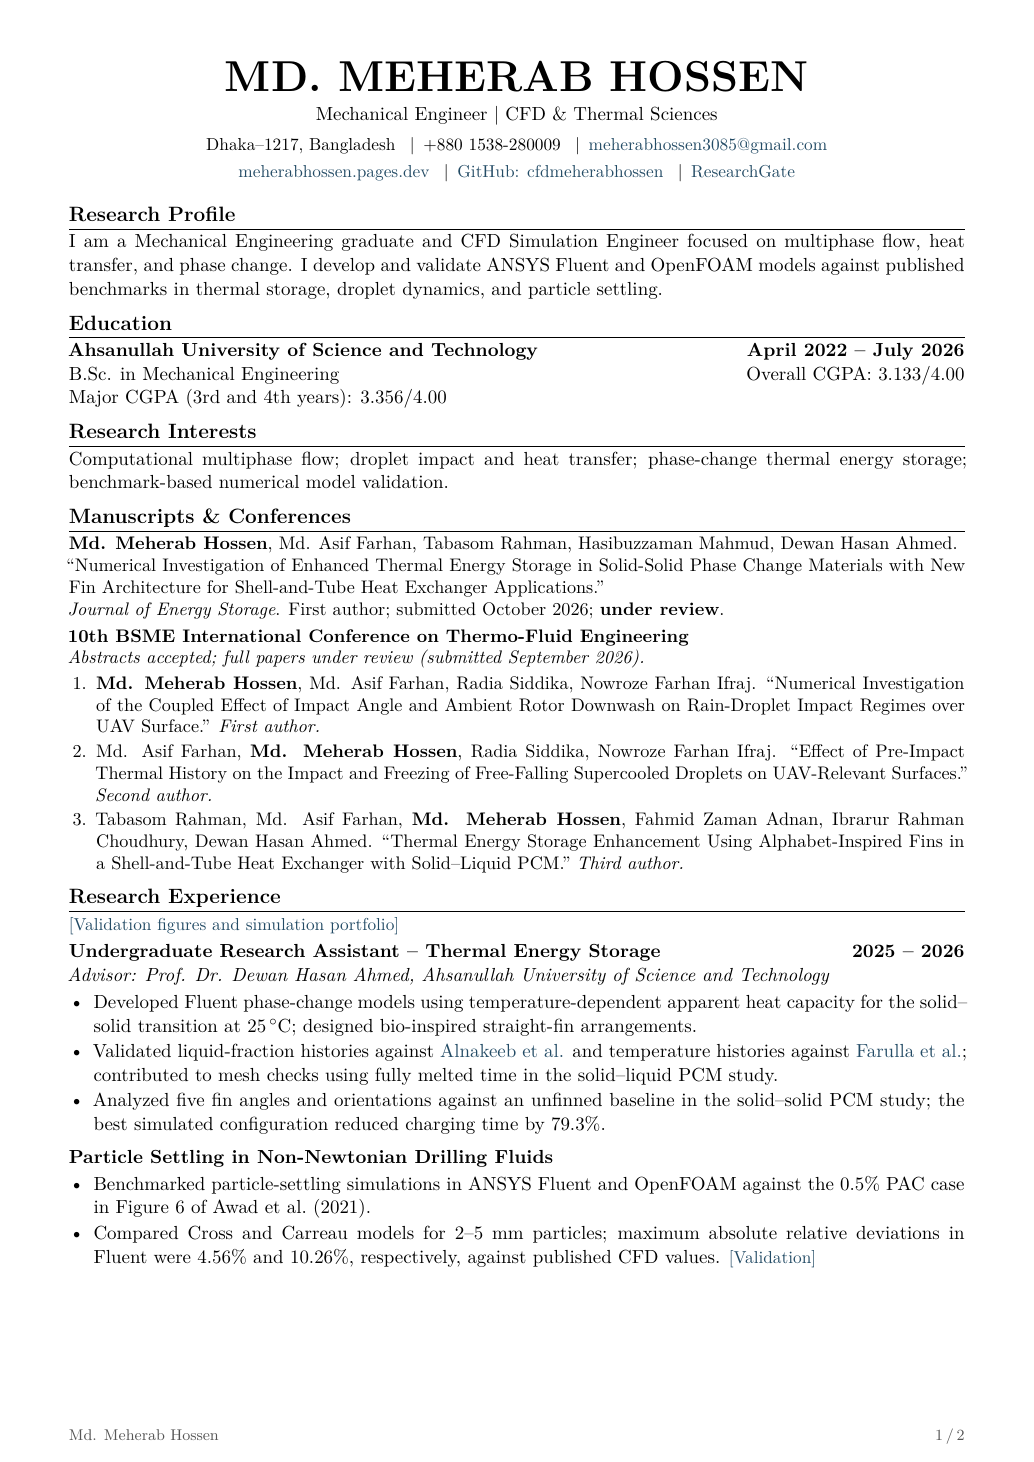 MD. MEHERAB HOSSEN
Mechanical Engineer | CFD & Thermal Sciences
Dhaka–1217, Bangladesh | +880 1538-280009 | meherabhossen3085@gmail.com
meherabhossen.pages.dev | GitHub: cfdmeherabhossen | ResearchGate
Research Profile
I am a Mechanical Engineering graduate and CFD Simulation Engineer focused on multiphase flow, heat
transfer, and phase change. I develop and validate ANSYS Fluent and OpenFOAM models against published
benchmarks in thermal storage, droplet dynamics, and particle settling.
Education
Ahsanullah University of Science and Technology April 2022 – July 2026
B.Sc. in Mechanical Engineering Overall CGPA: 3.133/4.00
Major CGPA (3rd and 4th years): 3.356/4.00
Research Interests
Computational multiphase flow; droplet impact and heat transfer; phase-change thermal energy storage;
benchmark-based numerical model validation.
Manuscripts & Conferences
Md. Meherab Hossen, Md. Asif Farhan, Tabasom Rahman, Hasibuzzaman Mahmud, Dewan Hasan Ahmed.
“Numerical Investigation of Enhanced Thermal Energy Storage in Solid-Solid Phase Change Materials with New
Fin Architecture for Shell-and-Tube Heat Exchanger Applications.”
Journal of Energy Storage. First author; submitted October 2026; under review.
10th BSME International Conference on Thermo-Fluid Engineering
Abstracts accepted; full papers under review (submitted September 2026).
1. Md. Meherab Hossen, Md. Asif Farhan, Radia Siddika, Nowroze Farhan Ifraj. “Numerical Investigation
of the Coupled Effect of Impact Angle and Ambient Rotor Downwash on Rain-Droplet Impact Regimes over
UAV Surface.” First author.
2. Md. Asif Farhan, Md. Meherab Hossen, Radia Siddika, Nowroze Farhan Ifraj. “Effect of Pre-Impact
Thermal History on the Impact and Freezing of Free-Falling Supercooled Droplets on UAV-Relevant Surfaces.”
Second author.
3. Tabasom Rahman, Md. Asif Farhan, Md. Meherab Hossen, Fahmid Zaman Adnan, Ibrarur Rahman
Choudhury, Dewan Hasan Ahmed. “Thermal Energy Storage Enhancement Using Alphabet-Inspired Fins in
a Shell-and-Tube Heat Exchanger with Solid–Liquid PCM.” Third author.
Research Experience
[Validation figures and simulation portfolio]
Undergraduate Research Assistant – Thermal Energy Storage 2025 – 2026
Advisor: Prof. Dr. Dewan Hasan Ahmed, Ahsanullah University of Science and Technology
• Developed Fluent phase-change models using temperature-dependent apparent heat capacity for the solid–
solid transition at 25 °C; designed bio-inspired straight-fin arrangements.
• Validated liquid-fraction histories against Alnakeeb et al. and temperature histories against Farulla et al.;
contributed to mesh checks using fully melted time in the solid–liquid PCM study.
• Analyzed five fin angles and orientations against an unfinned baseline in the solid–solid PCM study; the
best simulated configuration reduced charging time by 79.3%.
Particle Settling in Non-Newtonian Drilling Fluids
• Benchmarked particle-settling simulations in ANSYS Fluent and OpenFOAM against the 0.5% PAC case
in Figure 6 of Awad et al. (2021).
• Compared Cross and Carreau models for 2–5 mm particles; maximum absolute relative deviations in
Fluent were 4.56% and 10.26%, respectively, against published CFD values. [Validation]
Md. Meherab Hossen 1 / 2